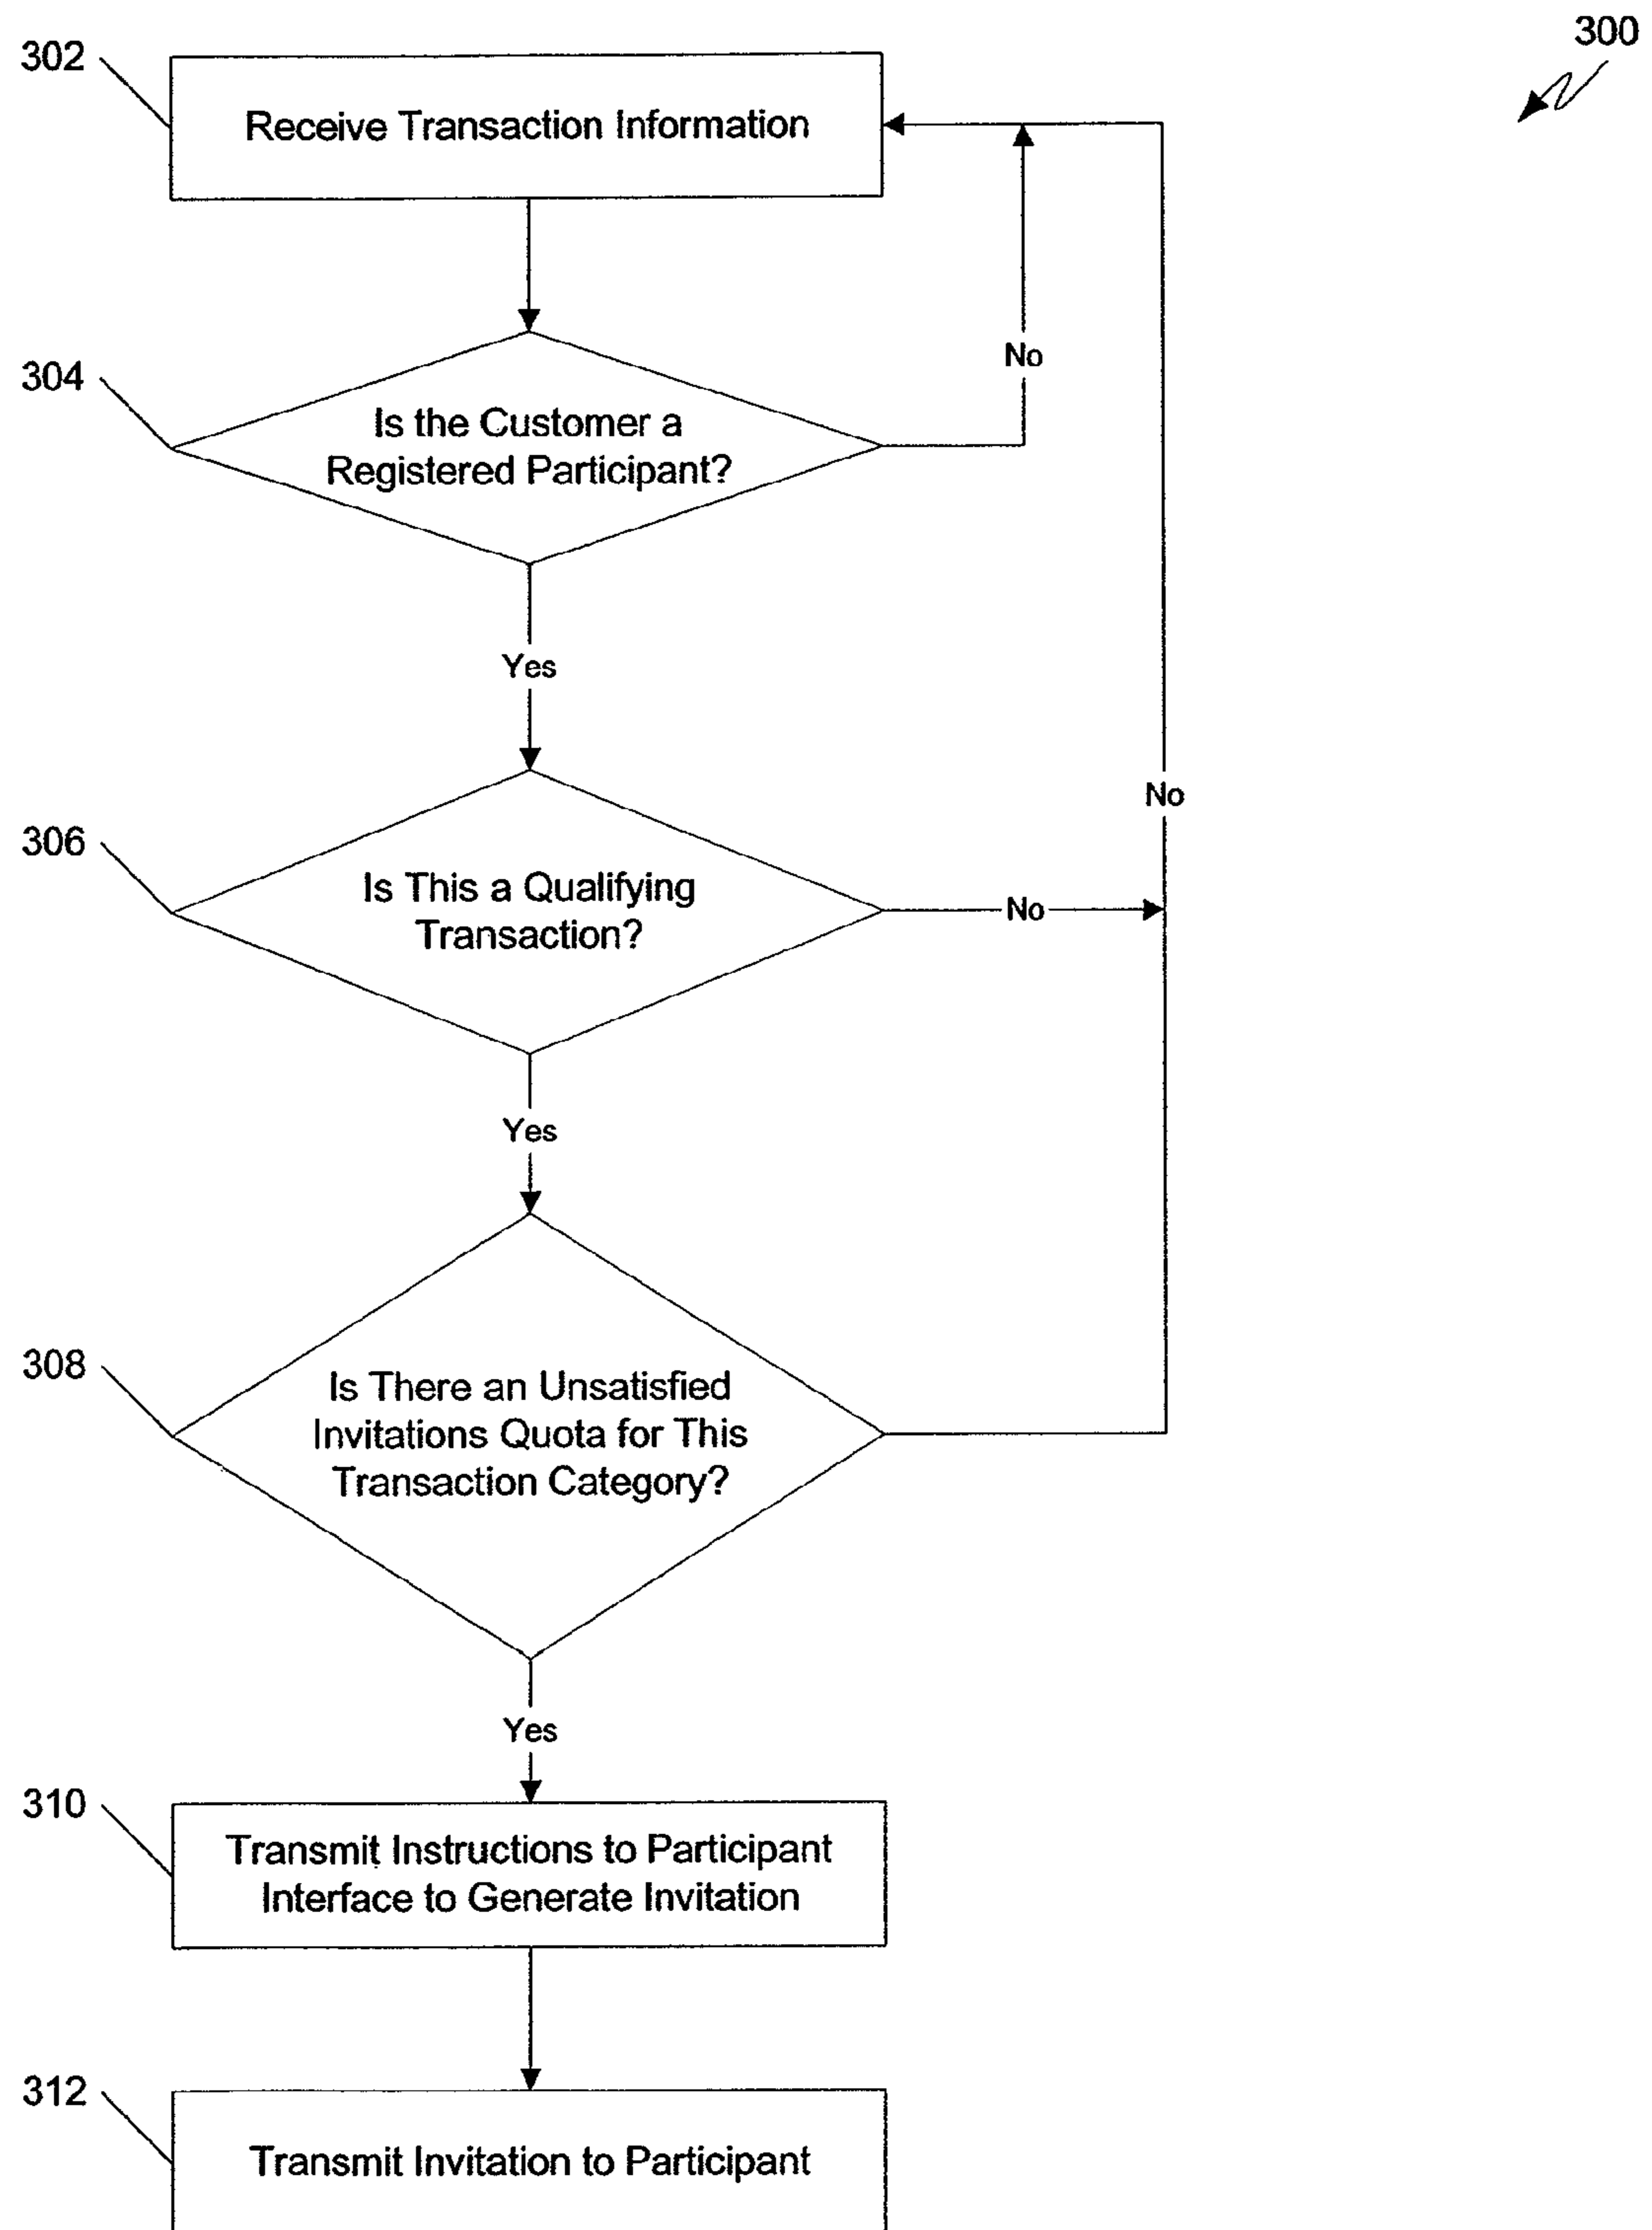 300
302
Receive Transaction Information
No
304
Is the Customer a
Registered Participant?
Yes
No
306
Is This a Qualifying
Transaction?
No
Yes
308
Is There an Unsatisfied
Invitations Quota for This
Transaction Category?
Yes
310
Transmit Instructions to Participant
Interface to Generate Invitation
312
Transmit Invitation to Participant